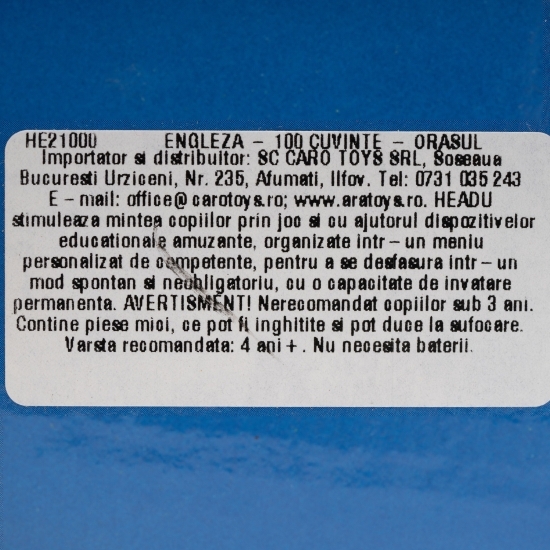 HE21000 ENGLEZA - 100 CUVINTE - ORASUL
Importator si distribuitor: SC CARO TOYS SRL, Soseaua
Bucuresti Urziceni, Nr. 235, Afumati, Ilfov. Tel: 0731 035 243
E - mail: office@carotoys.ro; www.aratoys.ro. HEADU
stimuleaza mintea copiilor prin joc si cu ajutorul dispozitivelor
educationale amuzante, organizate intr - un meniu
personalizat de competente, pentru a se desfasura intr - un
mod spontan si neobligatoriu, cu o capacitate de invatare
permanenta. AVERTISMENT! Nerecomandat copiilor sub 3 ani.
Contine piese mici, ce pot fi inghitite si pot duce la sufocare.
Varsta recomandata: 4 ani +. Nu necesita baterii.